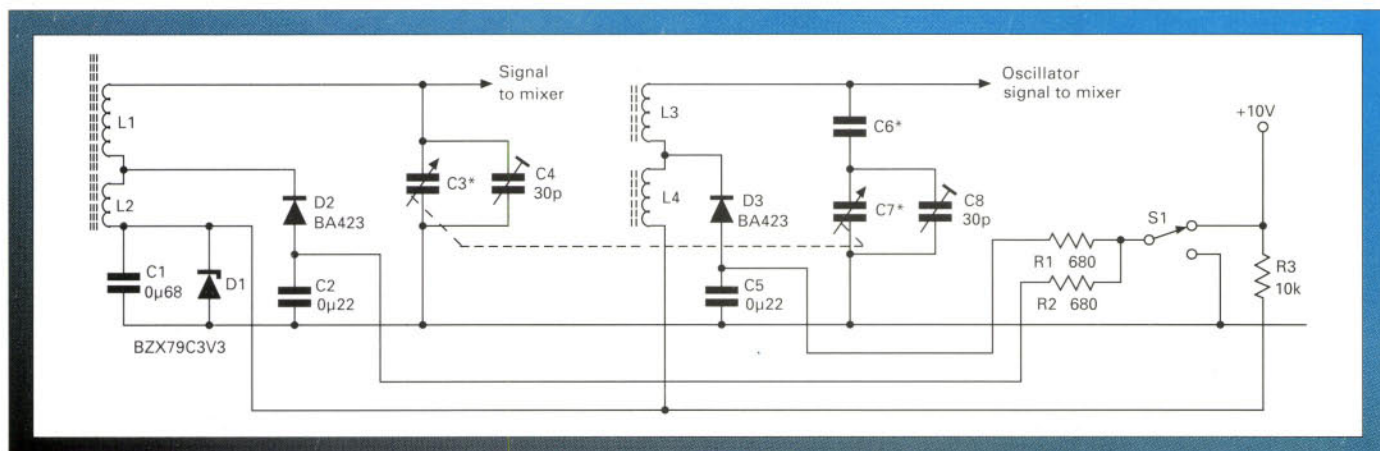 Signal
to mixer
Oscillator
signal to mixer
+10V
L1
L2
L3
L4
C3*
C4
30p
C6*
C7*
C8
30p
D2
BA423
D3
BA423
S1
R1 680
R2 680
R3
10k
C1
0µ68
D1
C2
0µ22
C5
0µ22
BZX79C3V3